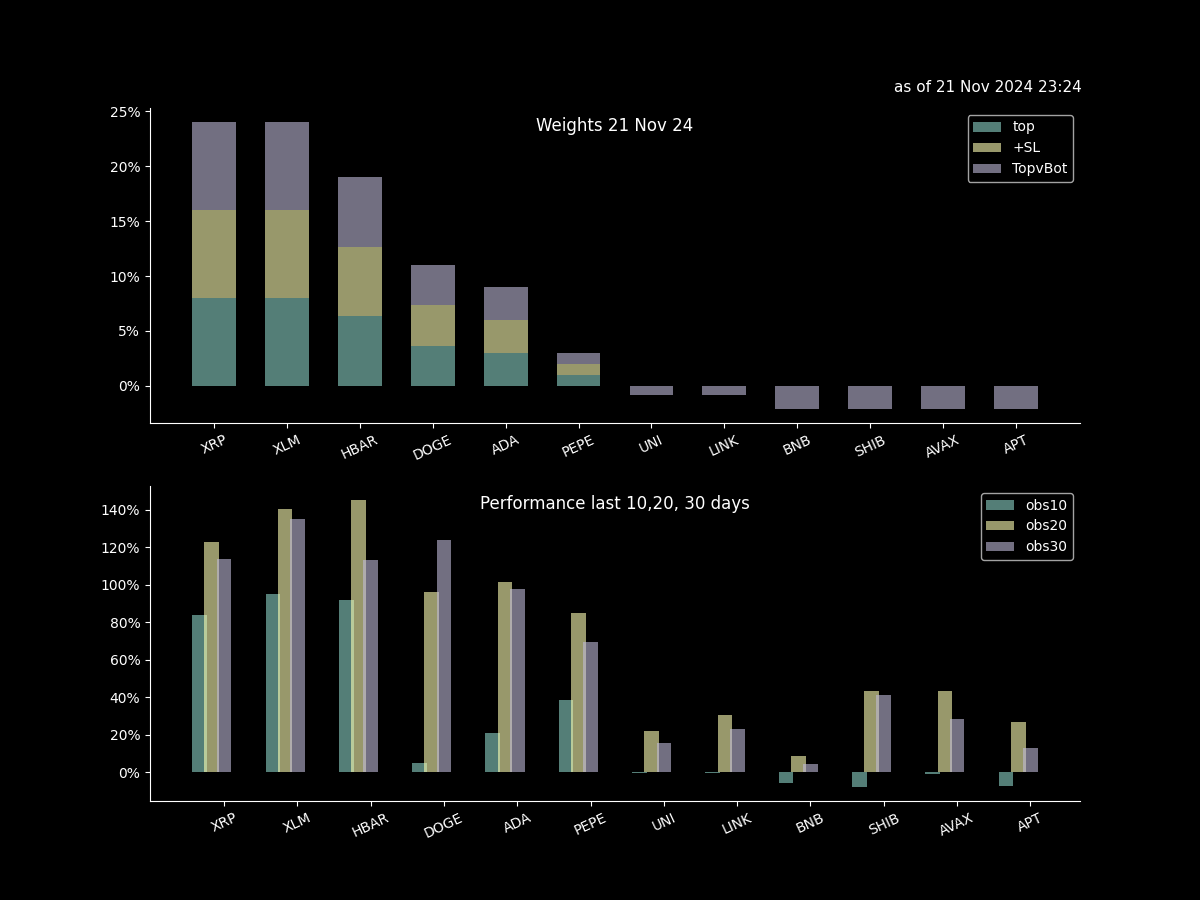 as of 21 Nov 2024 23:24
Weights 21 Nov 24
top
+SL
TopvBot
25%
20%
15%
10%
5%
0%
XRP XLM HBAR DOGE ADA PEPE UNI LINK BNB SHIB AVAX APT
Performance last 10,20, 30 days
obs10
obs20
obs30
140%
120%
100%
80%
60%
40%
20%
0%
XRP XLM HBAR DOGE ADA PEPE UNI LINK BNB SHIB AVAX APT